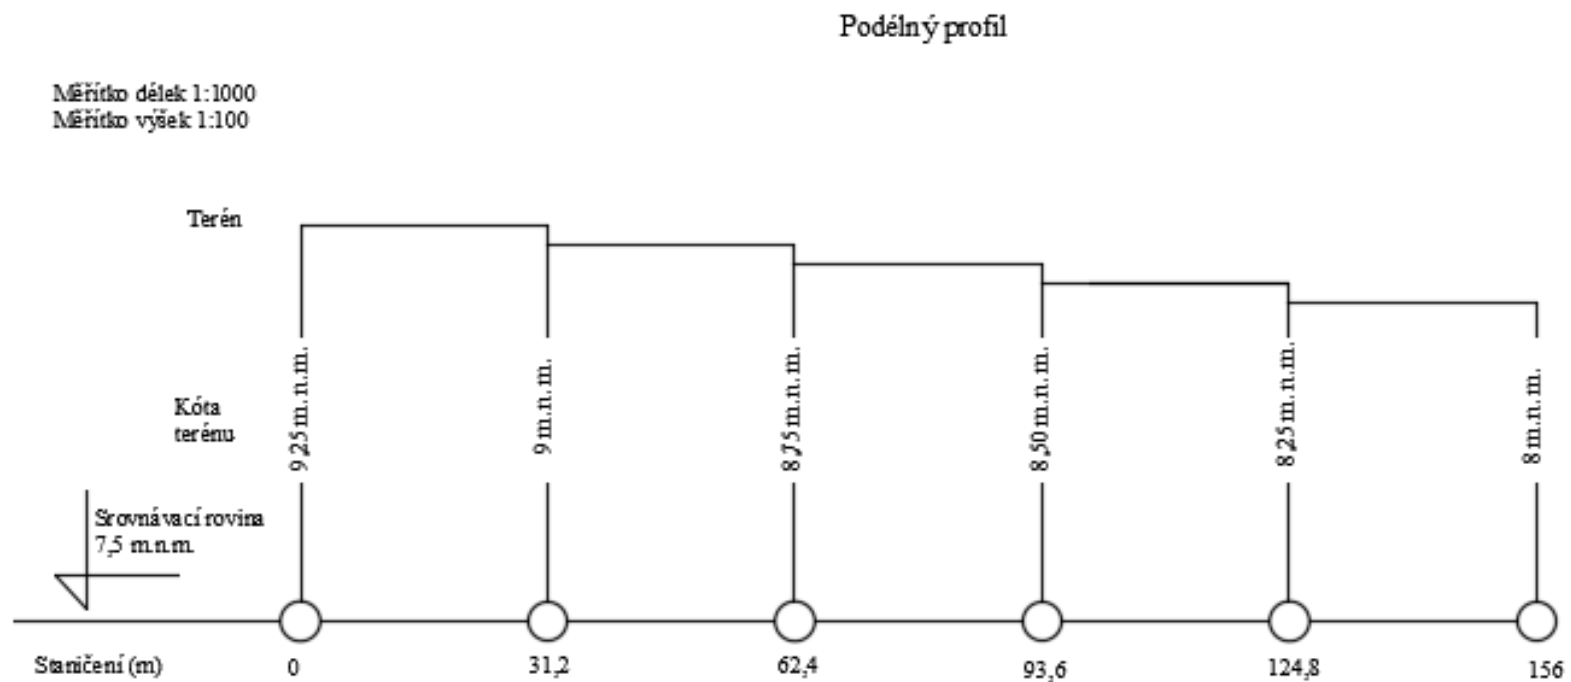 Podélný profil
Měřítko délek 1:1000
Měřítko výšek 1:100
Terén
Kóta
terénu
9,25 m.n.m.
9 m.n.m.
8,75 m.n.m.
8,50 m.n.m.
8,25 m.n.m.
8 m.n.m.
Srovnávací rovina
7,5 m.n.m.
Staničení (m)
0
31,2
62,4
93,6
124,8
156